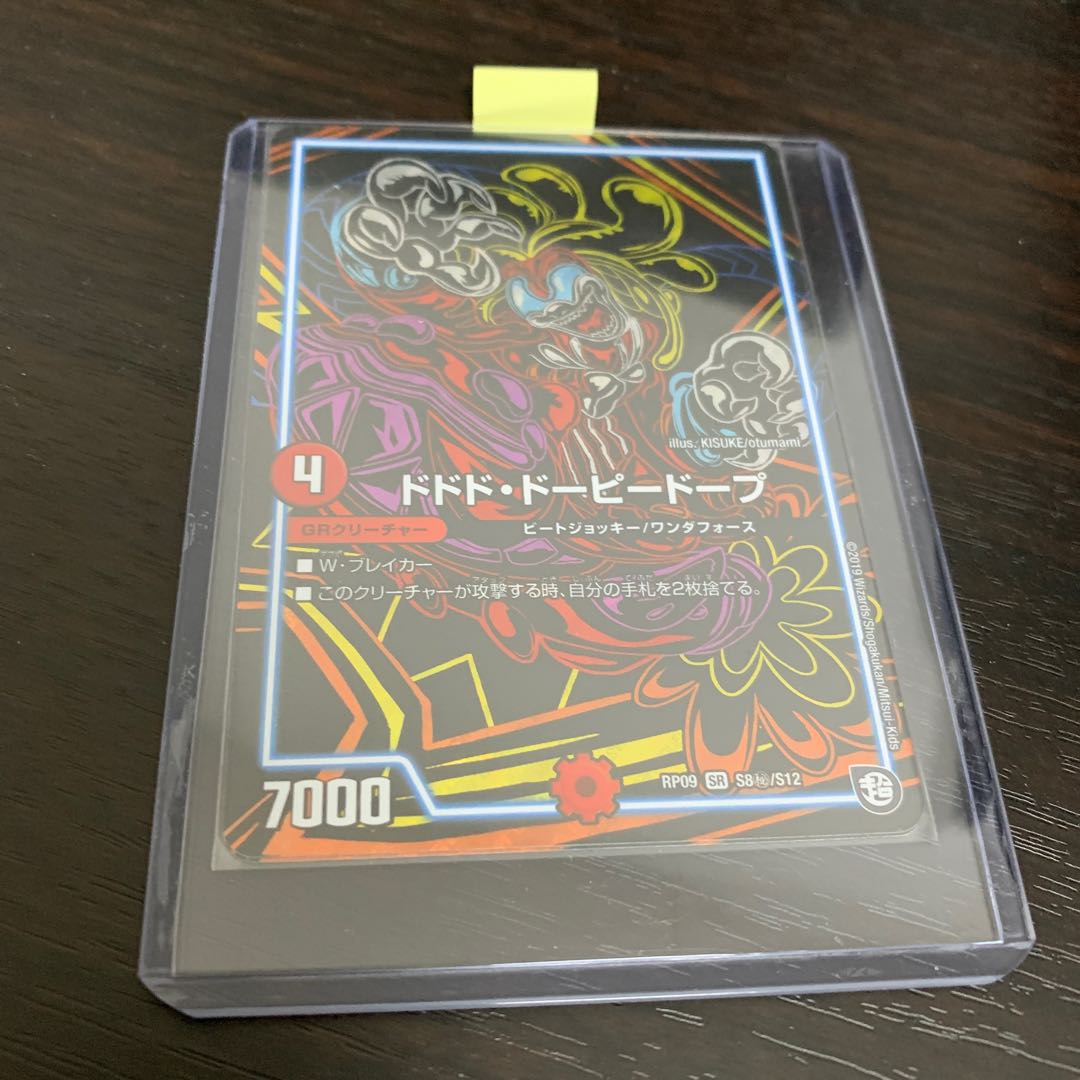 illus. KISUKE/otumami
4
ドドド・ドーピードープ
GRクリーチャー
ビートジョッキー/ワンダフォース
■ W・ブレイカー
■ このクリーチャーが攻撃する時、自分の手札を2枚捨てる。
©2019 Wizards/Shogakukan/Mitsui-Kids
7000
RP09 SR S8㊙/S12
超